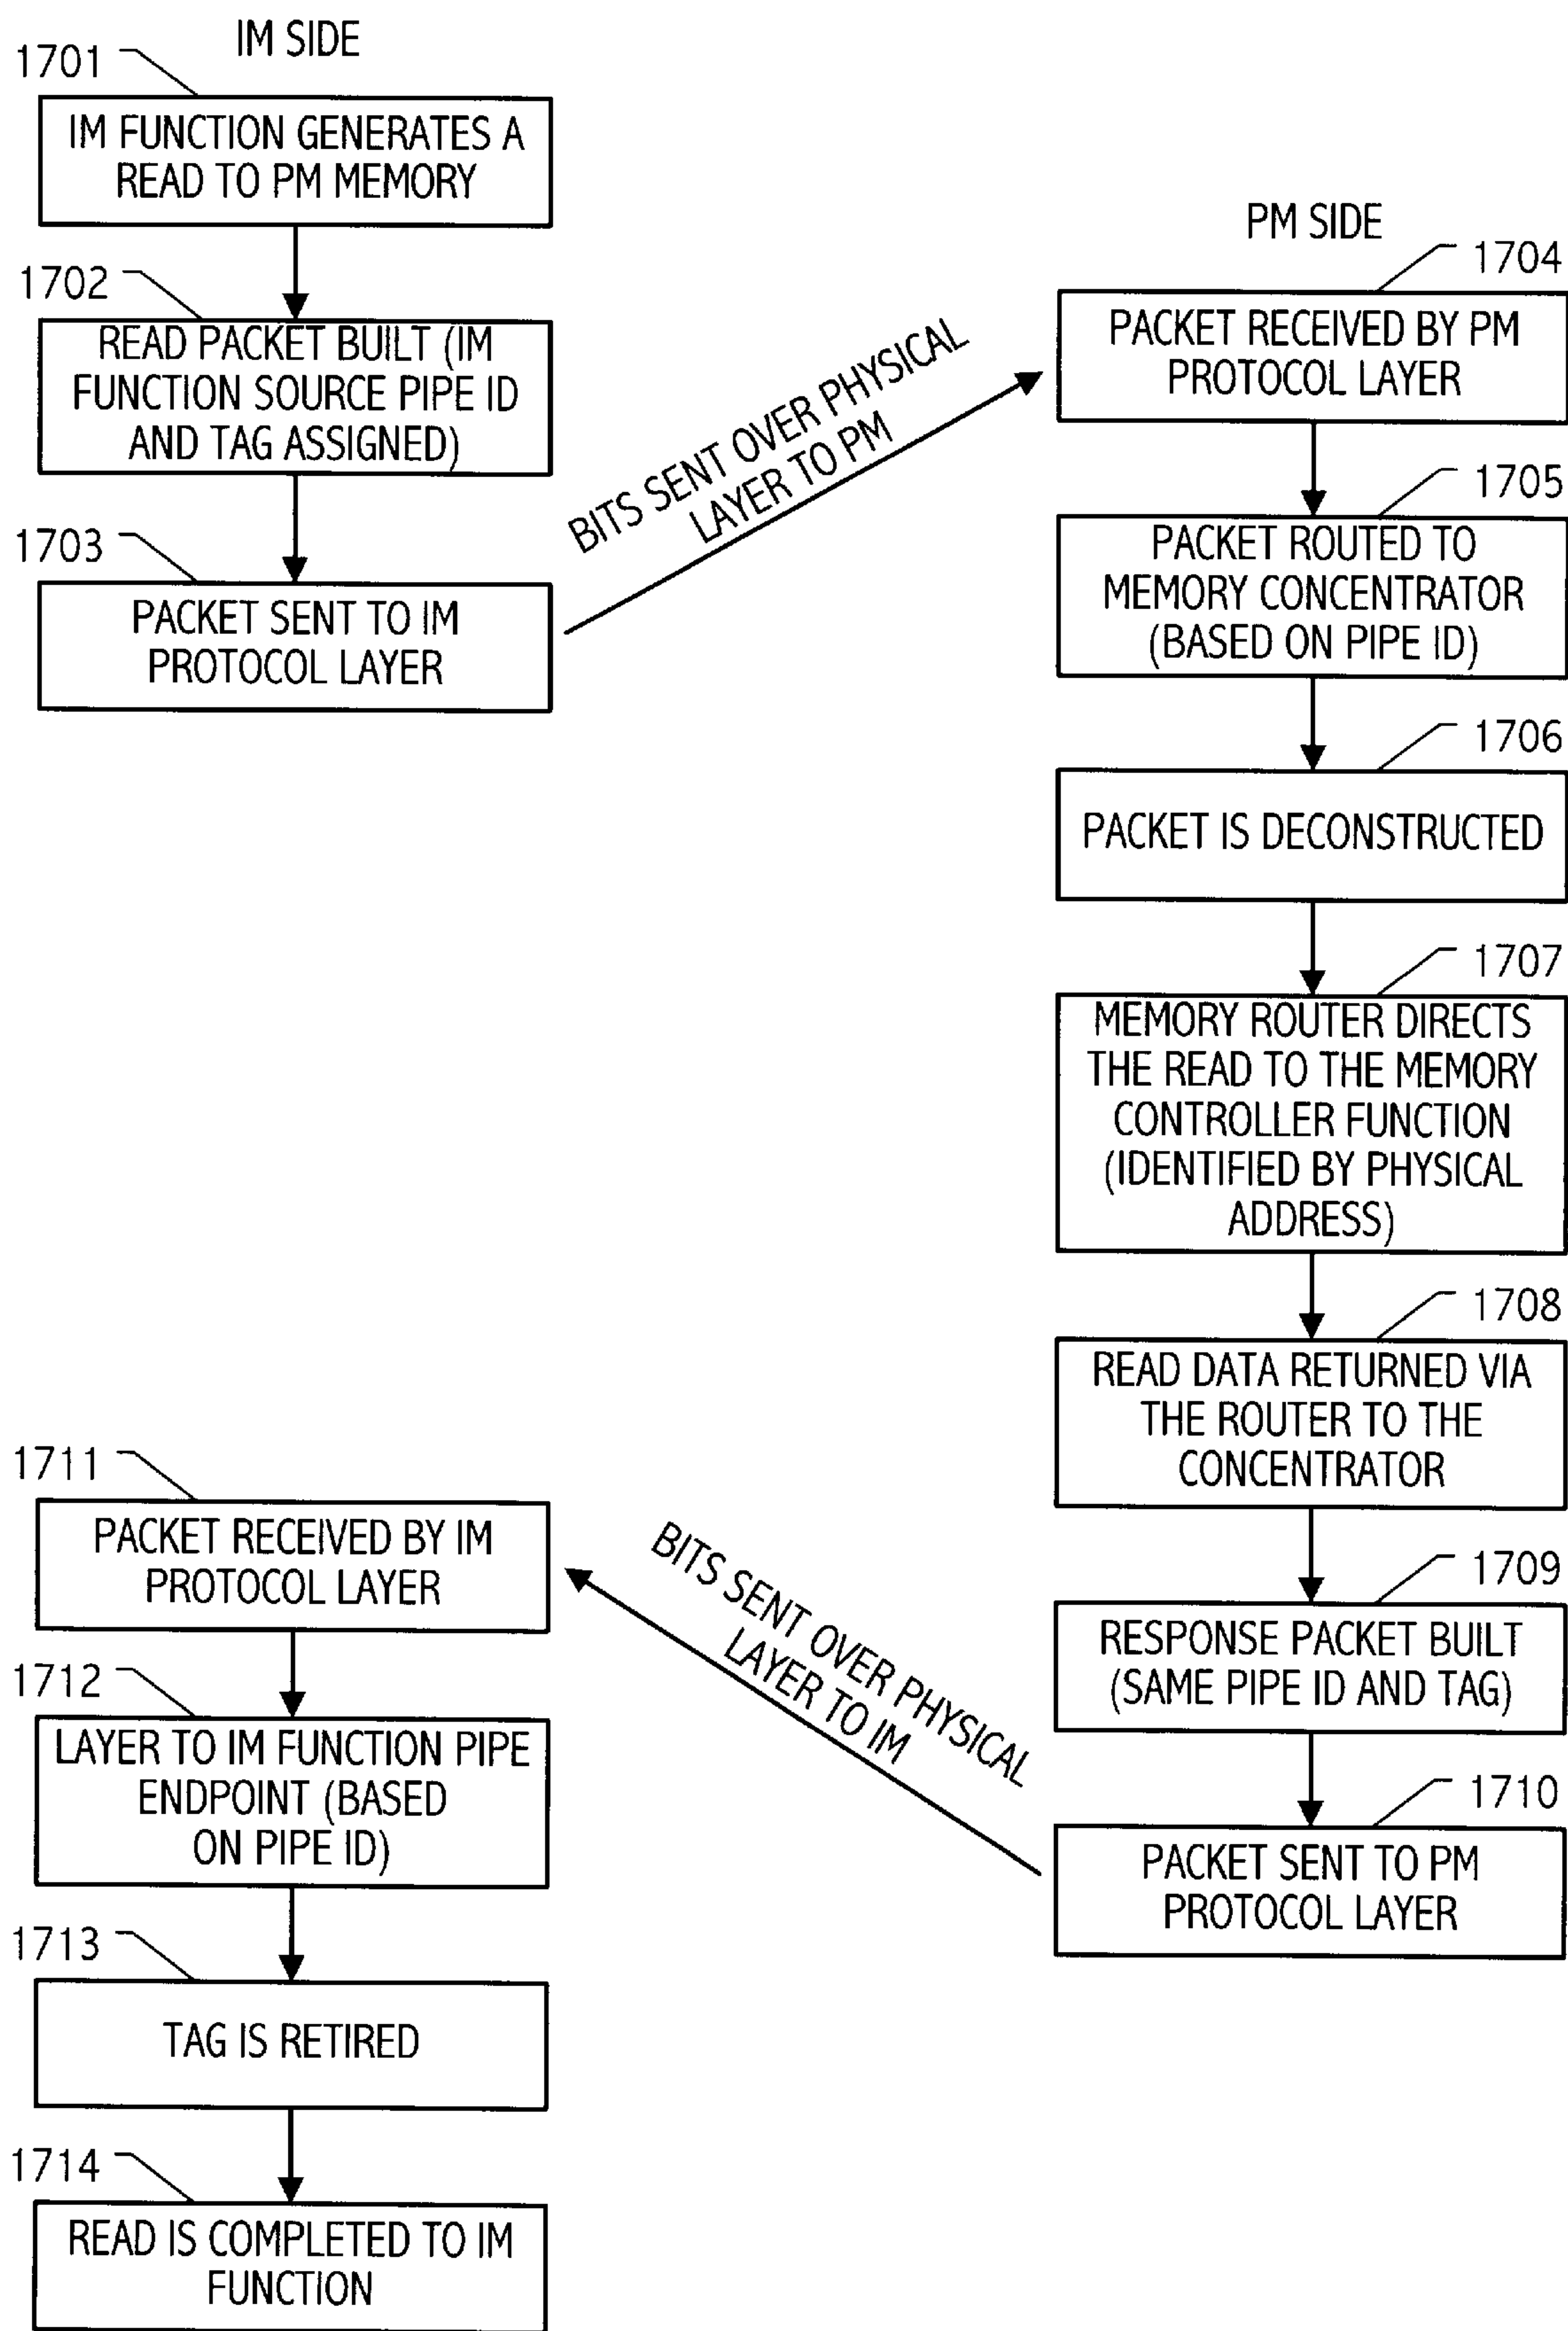 IM SIDE
1701
IM FUNCTION GENERATES A
READ TO PM MEMORY
1702
READ PACKET BUILT (IM
FUNCTION SOURCE PIPE ID
AND TAG ASSIGNED)
1703
PACKET SENT TO IM
PROTOCOL LAYER
BITS SENT OVER PHYSICAL
LAYER TO PM
PM SIDE
1704
PACKET RECEIVED BY PM
PROTOCOL LAYER
1705
PACKET ROUTED TO
MEMORY CONCENTRATOR
(BASED ON PIPE ID)
1706
PACKET IS DECONSTRUCTED
1707
MEMORY ROUTER DIRECTS
THE READ TO THE MEMORY
CONTROLLER FUNCTION
(IDENTIFIED BY PHYSICAL
ADDRESS)
1708
READ DATA RETURNED VIA
THE ROUTER TO THE
CONCENTRATOR
1709
RESPONSE PACKET BUILT
(SAME PIPE ID AND TAG)
1710
PACKET SENT TO PM
PROTOCOL LAYER
BITS SENT OVER PHYSICAL
LAYER TO IM
1711
PACKET RECEIVED BY IM
PROTOCOL LAYER
1712
LAYER TO IM FUNCTION PIPE
ENDPOINT (BASED
ON PIPE ID)
1713
TAG IS RETIRED
1714
READ IS COMPLETED TO IM
FUNCTION